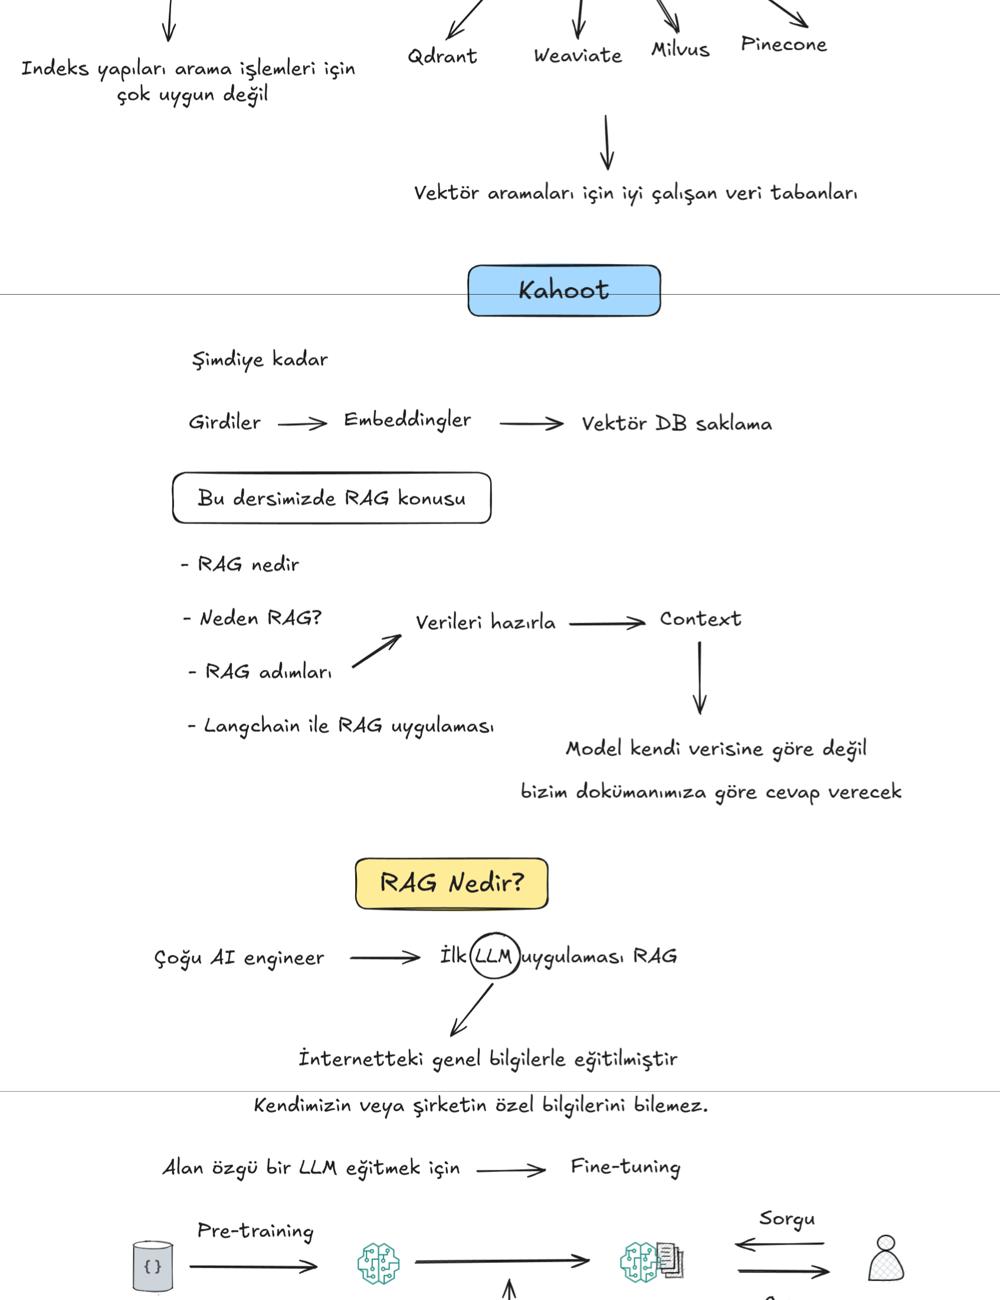 Qdrant
Weaviate
Milvus
Pinecone
Indeks yapıları arama işlemleri için
çok uygun değil
Vektör aramaları için iyi çalışan veri tabanları
Kahoot
Şimdiye kadar
Girdiler
Embeddingler
Vektör DB saklama
Bu dersimizde RAG konusu
- RAG nedir
- Neden RAG?
- RAG adımları
- Langchain ile RAG uygulaması
Verileri hazırla
Context
Model kendi verisine göre değil
bizim dokümanımıza göre cevap verecek
RAG Nedir?
Çoğu AI engineer
İlk LLM uygulaması RAG
İnternetteki genel bilgilerle eğitilmiştir
Kendimizin veya şirketin özel bilgilerini bilemez.
Alan özgü bir LLM eğitmek için
Fine-tuning
Pre-training
Sorgu
{ }